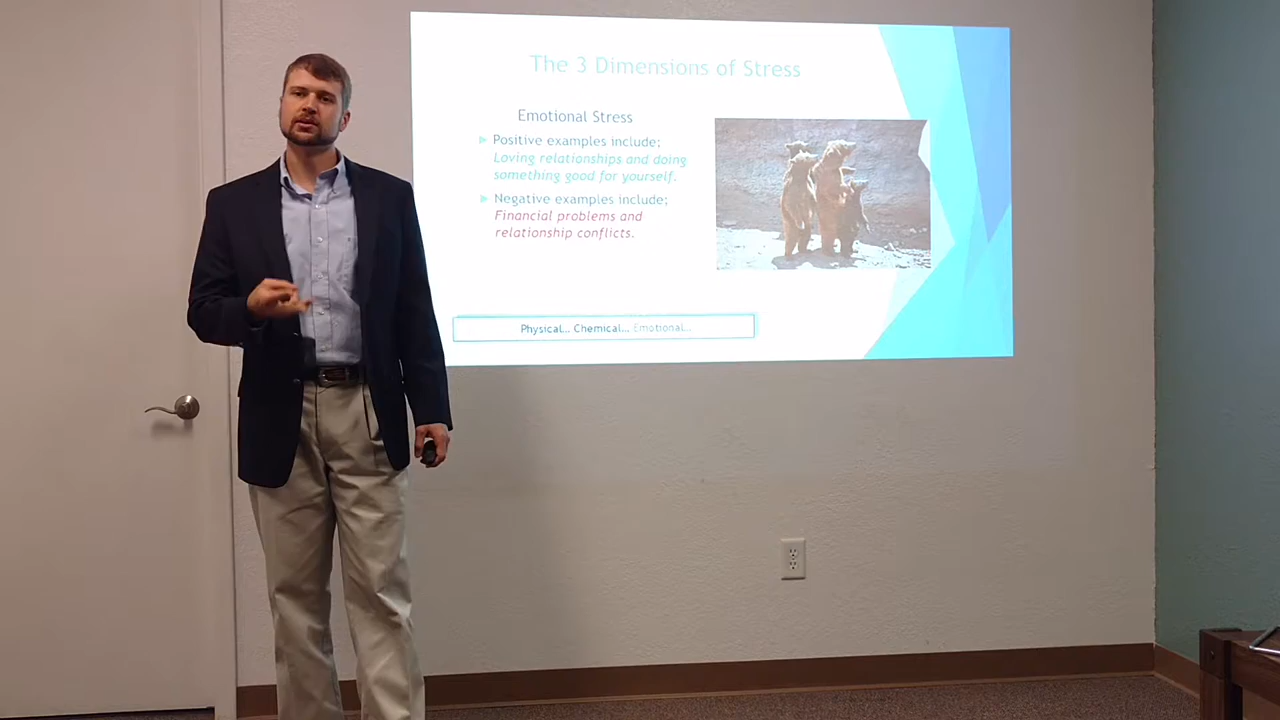 The 3 Dimensions of Stress
Emotional Stress
Positive examples include;
Loving relationships and doing
something good for yourself.
Negative examples include;
Financial problems and
relationship conflicts.
Physical… Chemical… Emotional…